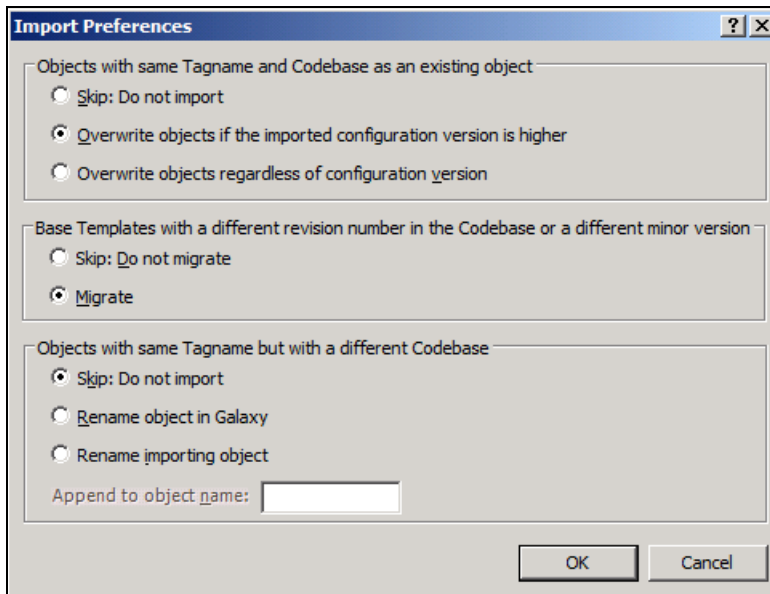 Import Preferences
Objects with same Tagname and Codebase as an existing object
Skip: Do not import
Overwrite objects if the imported configuration version is higher
Overwrite objects regardless of configuration version
Base Templates with a different revision number in the Codebase or a different minor version
Skip: Do not migrate
Migrate
Objects with same Tagname but with a different Codebase
Skip: Do not import
Rename object in Galaxy
Rename importing object
Append to object name:
OK Cancel